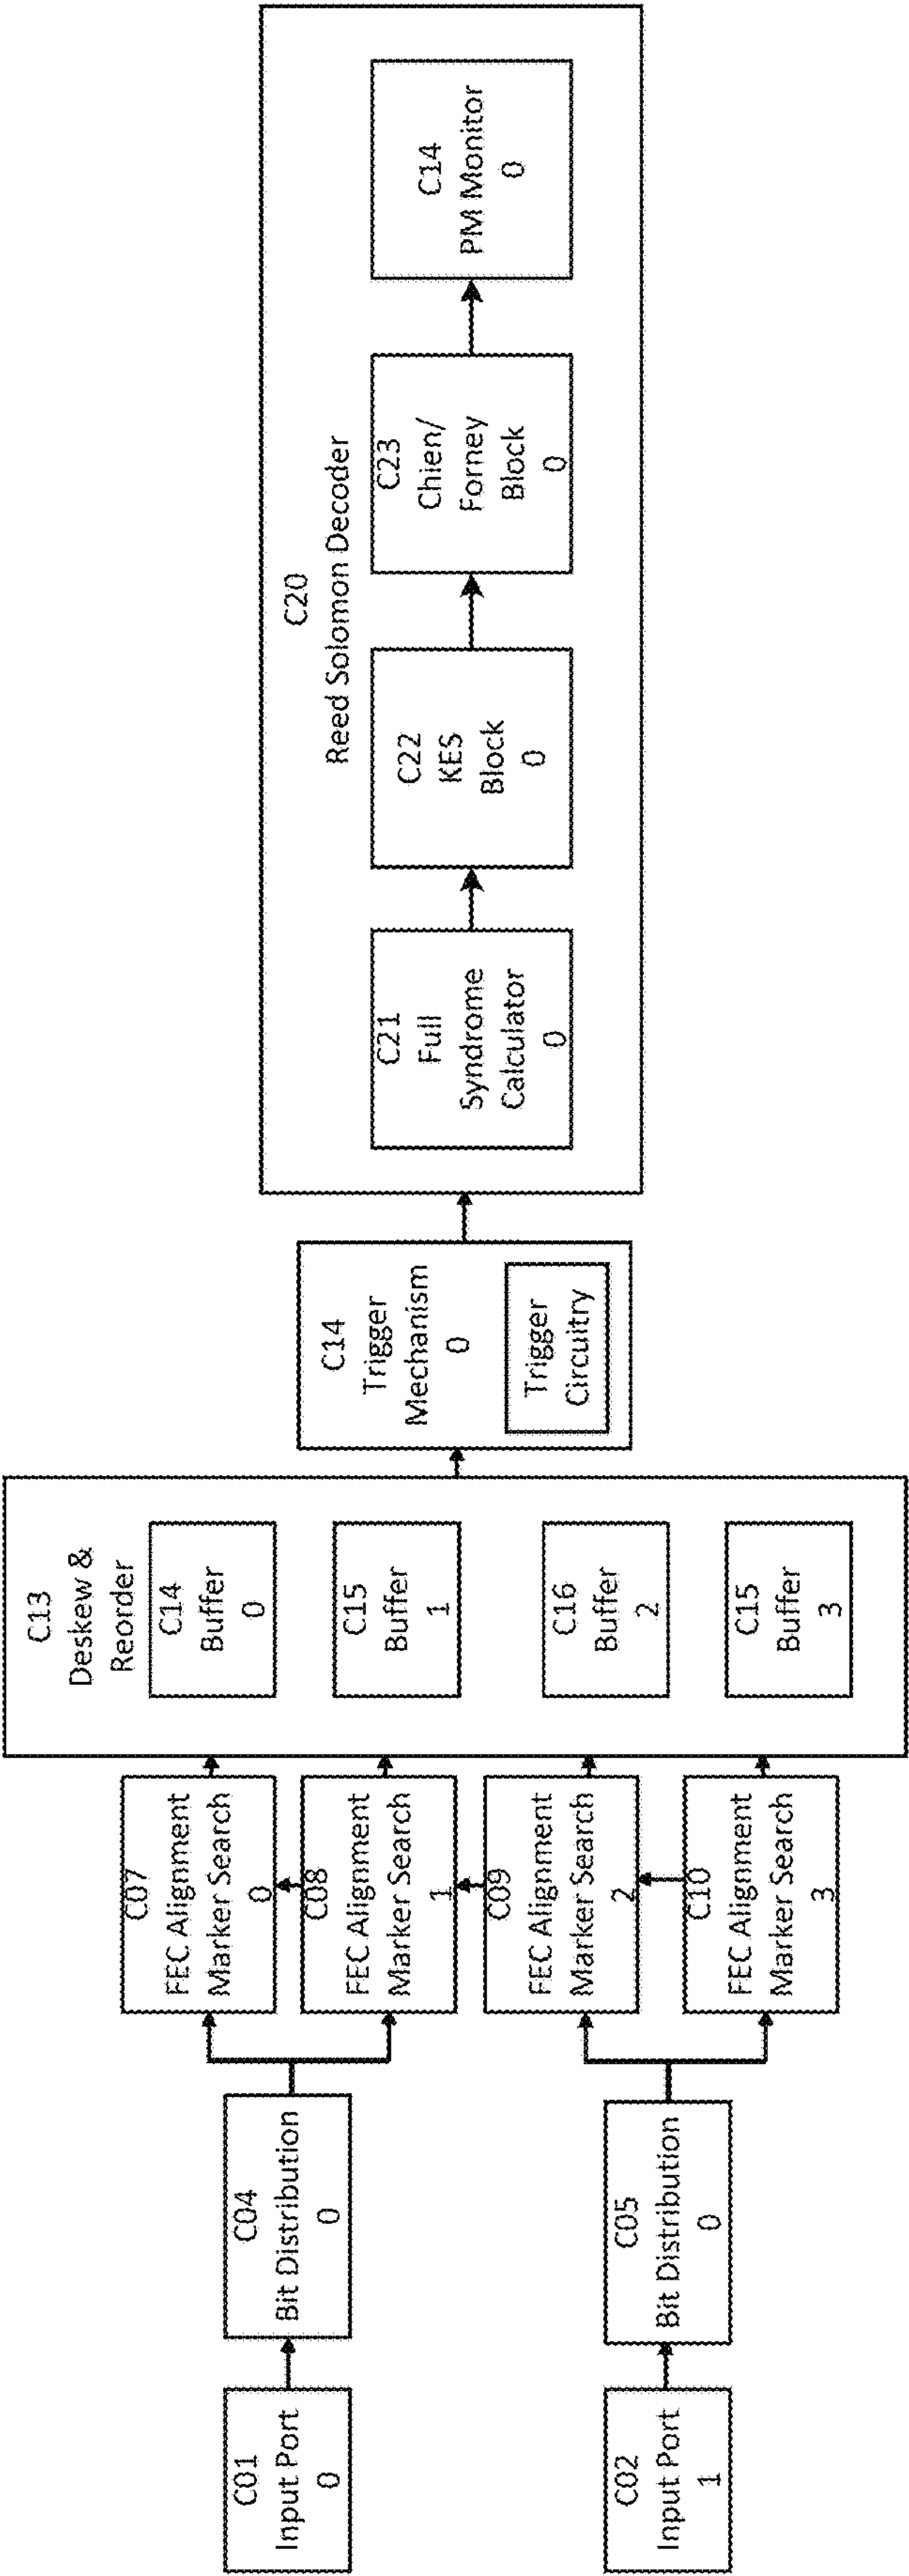 C01
Input Port
0
C02
Input Port
1
C04
Bit Distribution
0
C05
Bit Distribution
0
C07
FEC Alignment
Marker Search
0
C08
FEC Alignment
Marker Search
1
C09
FEC Alignment
Marker Search
2
C10
FEC Alignment
Marker Search
3
C13
Deskew &
Reorder
C14
Buffer
0
C15
Buffer
1
C16
Buffer
2
C15
Buffer
3
C14
Trigger
Mechanism
0
Trigger
Circuitry
C20
Reed Solomon Decoder
C21
Full
Syndrome
Calculator
0
C22
KES
Block
0
C23
Chien/
Forney
Block
0
C14
PM Monitor
0